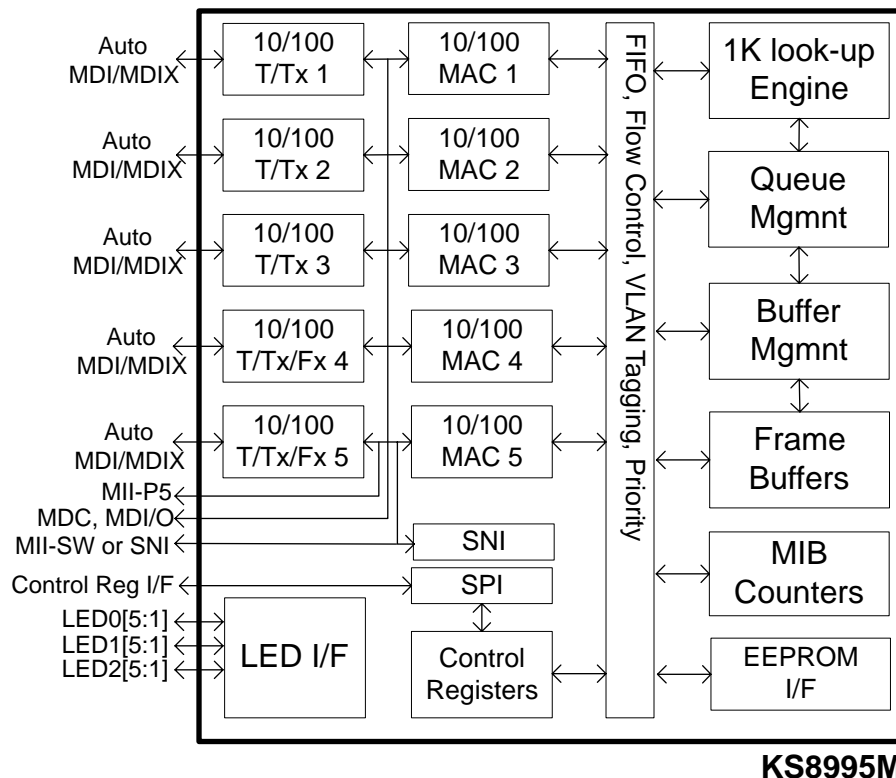 Auto
MDI/MDIX
10/100
T/Tx 1
10/100
MAC 1
FIFO, Flow Control, VLAN Tagging, Priority
1K look-up
Engine
Auto
MDI/MDIX
10/100
T/Tx 2
10/100
MAC 2
Queue
Mgmnt
Auto
MDI/MDIX
10/100
T/Tx 3
10/100
MAC 3
Buffer
Mgmnt
Auto
MDI/MDIX
10/100
T/Tx/Fx 4
10/100
MAC 4
Auto
MDI/MDIX
10/100
T/Tx/Fx 5
10/100
MAC 5
Frame
Buffers
MII-P5
MDC, MDI/O
MII-SW or SNI
SNI
MIB
Counters
Control Reg I/F
SPI
LED0[5:1]
LED1[5:1]
LED2[5:1]
LED I/F
Control
Registers
EEPROM
I/F
KS8995M